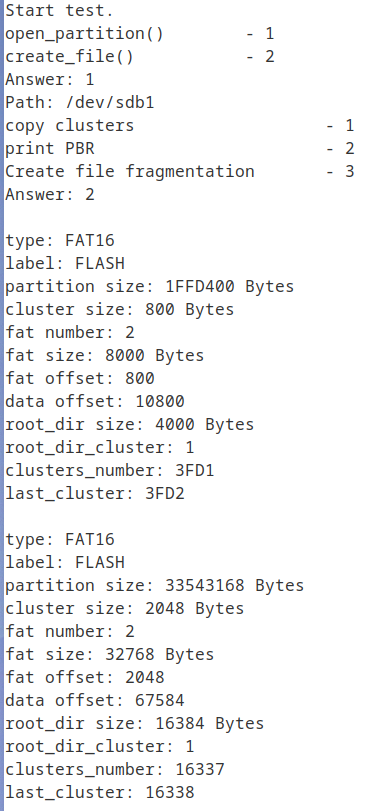 Start test.
open_partition() - 1
create_file() - 2
Answer: 1
Path: /dev/sdb1
copy clusters - 1
print PBR - 2
Create file fragmentation - 3
Answer: 2
type: FAT16
label: FLASH
partition size: 1FFD400 Bytes
cluster size: 800 Bytes
fat number: 2
fat size: 8000 Bytes
fat offset: 800
data offset: 10800
root_dir size: 4000 Bytes
root_dir_cluster: 1
clusters_number: 3FD1
last_cluster: 3FD2
type: FAT16
label: FLASH
partition size: 33543168 Bytes
cluster size: 2048 Bytes
fat number: 2
fat size: 32768 Bytes
fat offset: 2048
data offset: 67584
root_dir size: 16384 Bytes
root_dir_cluster: 1
clusters_number: 16337
last_cluster: 16338